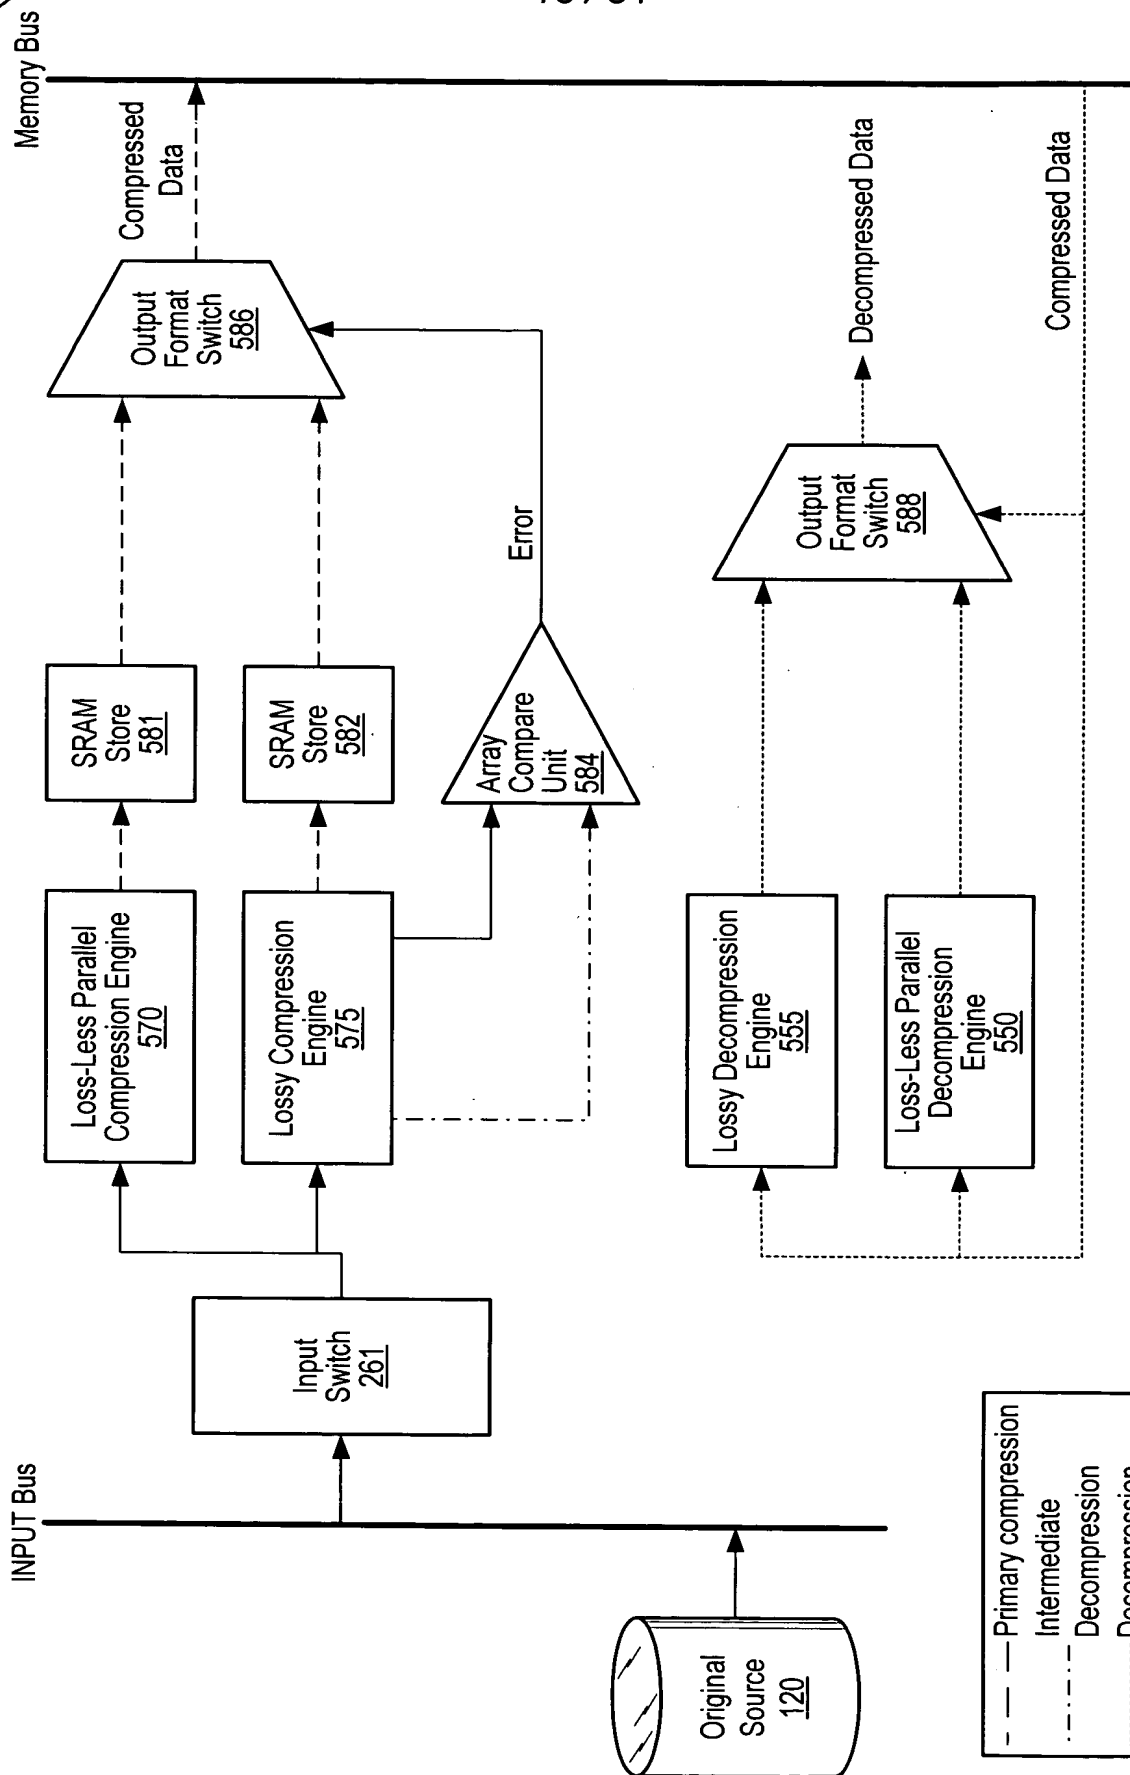 INPUT Bus
Memory Bus
Original
Source
120
Input
Switch
261
Loss-Less Parallel
Compression Engine
570
Lossy Compression
Engine
575
SRAM
Store
581
SRAM
Store
582
Array
Compare
Unit
584
Error
Output
Format
Switch
586
Compressed
Data
Lossy Decompression
Engine
555
Loss-Less Parallel
Decompression
Engine
550
Output
Format
Switch
588
Decompressed Data
Compressed Data
Primary compression
Intermediate
Decompression